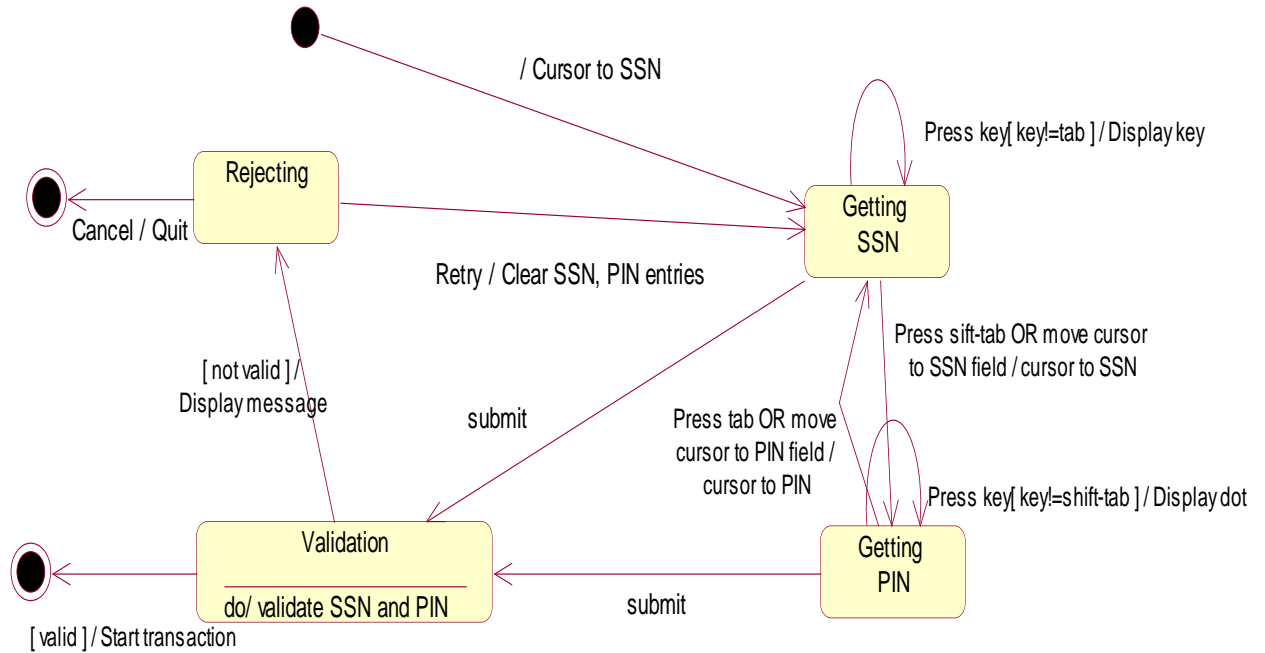 / Cursor to SSN
Press key[ key!=tab ] / Display key
Rejecting
Getting
SSN
Cancel / Quit
Retry / Clear SSN, PIN entries
Press sift-tab OR move cursor
to SSN field / cursor to SSN
[ not valid ] /
Display message
submit
Press tab OR move
cursor to PIN field /
cursor to PIN
Press key[ key!=shift-tab ] / Display dot
Validation
do/ validate SSN and PIN
Getting
PIN
submit
[ valid ] / Start transaction